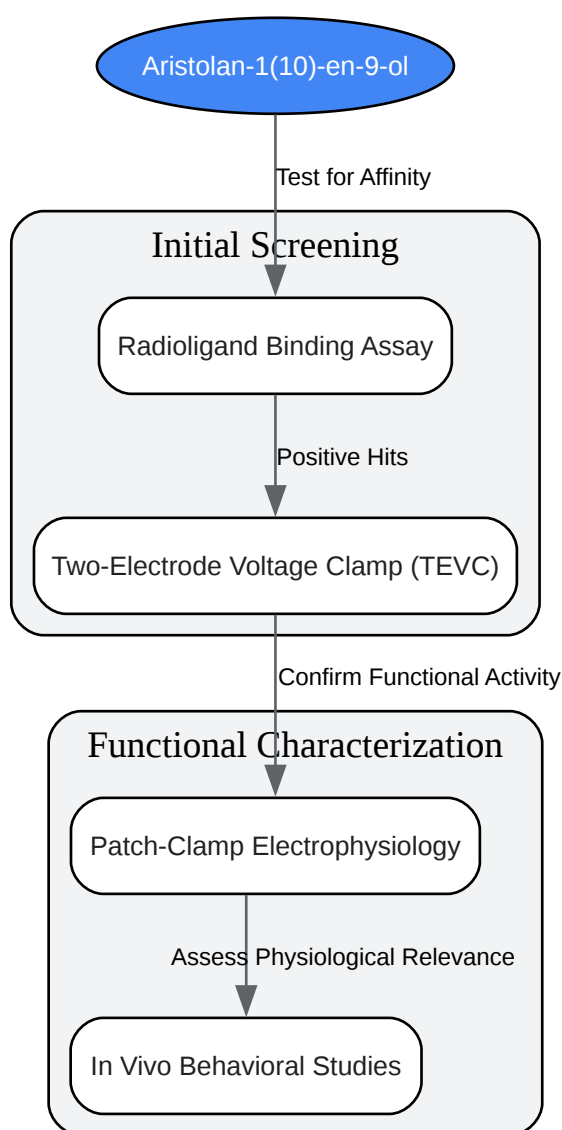 Aristolan-1(10)-en-9-ol
Test for Affinity
Initial Screening
Radioligand Binding Assay
Positive Hits
Two-Electrode Voltage Clamp (TEVC)
Confirm Functional Activity
Functional Characterization
Patch-Clamp Electrophysiology
Assess Physiological Relevance
In Vivo Behavioral Studies